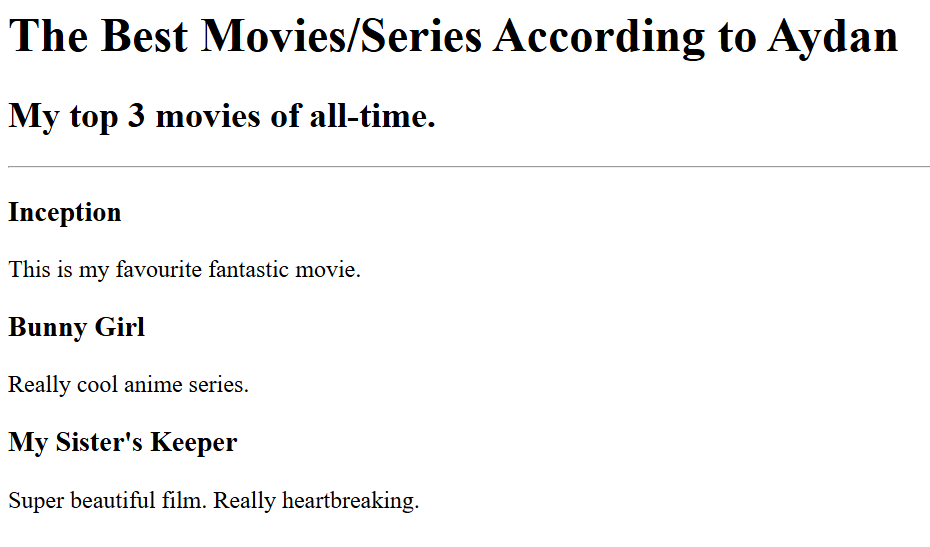 The Best Movies/Series According to Aydan
My top 3 movies of all-time.
Inception
This is my favourite fantastic movie.
Bunny Girl
Really cool anime series.
My Sister's Keeper
Super beautiful film. Really heartbreaking.